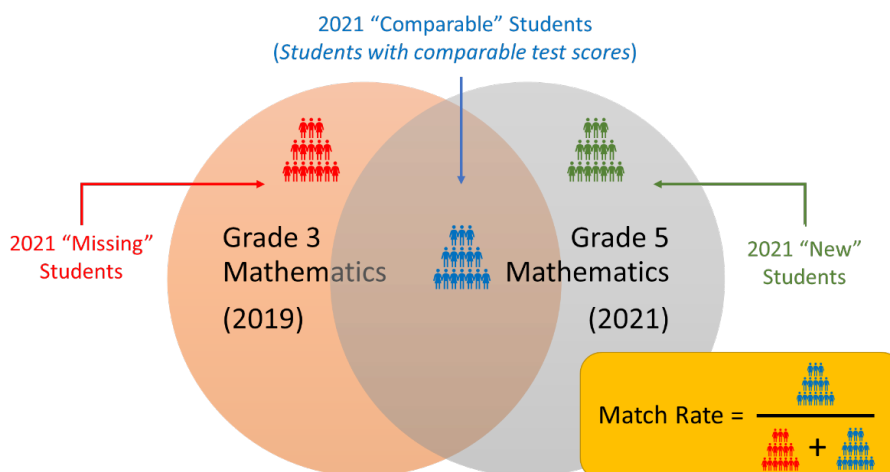 2021 “Comparable” Students
(Students with comparable test scores)
2021 “Missing”
Students
Grade 3
Mathematics
(2019)
Grade 5
Mathematics
(2021)
2021 “New”
Students
Match Rate =
+